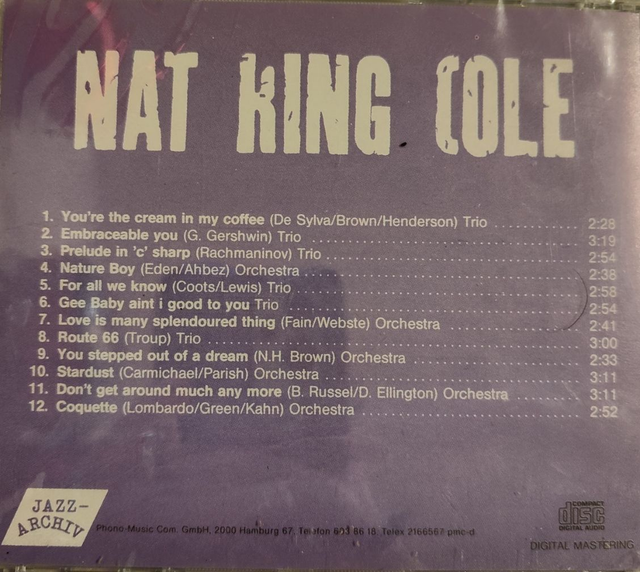 NAT KING COLE
1. You're the cream in my coffee (De Sylva/Brown/Henderson) Trio 2:28
2. Embraceable you (G. Gershwin) Trio 3:19
3. Prelude in 'c' sharp (Rachmaninov) Trio 2:54
4. Nature Boy (Eden/Ahbez) Orchestra 2:38
5. For all we know (Coots/Lewis) Trio 2:58
6. Gee Baby aint i good to you Trio 2:54
7. Love is many splendoured thing (Fain/Webste) Orchestra 2:41
8. Route 66 (Troup) Trio 3:00
9. You stepped out of a dream (N.H. Brown) Orchestra 2:33
10. Stardust (Carmichael/Parish) Orchestra 3:11
11. Don't get around much any more (B. Russel/D. Ellington) Orchestra 3:11
12. Coquette (Lombardo/Green/Kahn) Orchestra 2:52
JAZZ-
ARCHIV
Phono-Music Com. GmbH, 2000 Hamburg 67, Telefon 603 86 18, Telex 2166567 pmc-d
COMPACT
disc
DIGITAL AUDIO
DIGITAL MASTERING